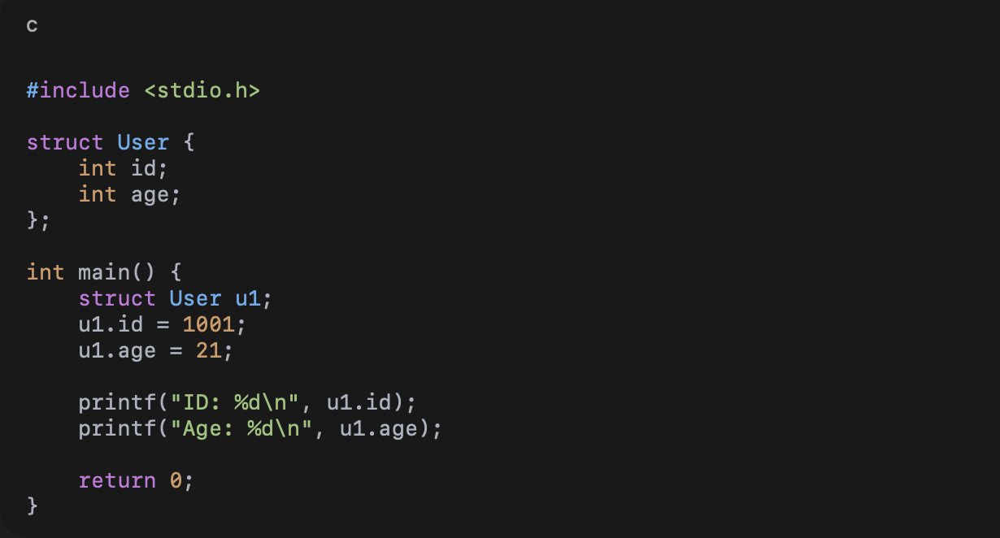 c
#include <stdio.h>
struct User {
    int id;
    int age;
};
int main() {
    struct User u1;
    u1.id = 1001;
    u1.age = 21;
    printf("ID: %d\n", u1.id);
    printf("Age: %d\n", u1.age);
    return 0;
}